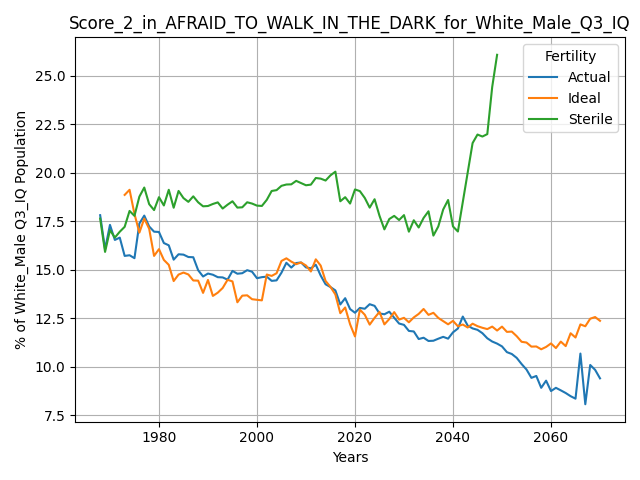 Score_2_in_AFRAID_TO_WALK_IN_THE_DARK_for_White_Male_Q3_IQ
% of White_Male Q3_IQ Population
25.0
22.5
20.0
17.5
15.0
12.5
10.0
7.5
Fertility
Actual
Ideal
Sterile
1980
2000
2020
2040
2060
Years